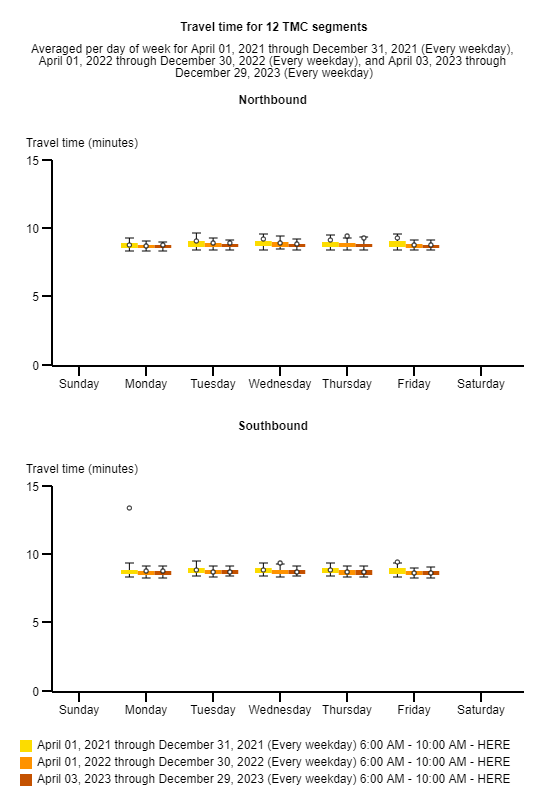 Travel time for 12 TMC segments
Averaged per day of week for April 01, 2021 through December 31, 2021 (Every weekday),
April 01, 2022 through December 30, 2022 (Every weekday), and April 03, 2023 through
December 29, 2023 (Every weekday)
Northbound
Travel time (minutes)
15
10
5
0
Sunday Monday Tuesday Wednesday Thursday Friday Saturday
Southbound
Travel time (minutes)
15
10
5
0
Sunday Monday Tuesday Wednesday Thursday Friday Saturday
April 01, 2021 through December 31, 2021 (Every weekday) 6:00 AM - 10:00 AM - HERE
April 01, 2022 through December 30, 2022 (Every weekday) 6:00 AM - 10:00 AM - HERE
April 03, 2023 through December 29, 2023 (Every weekday) 6:00 AM - 10:00 AM - HERE